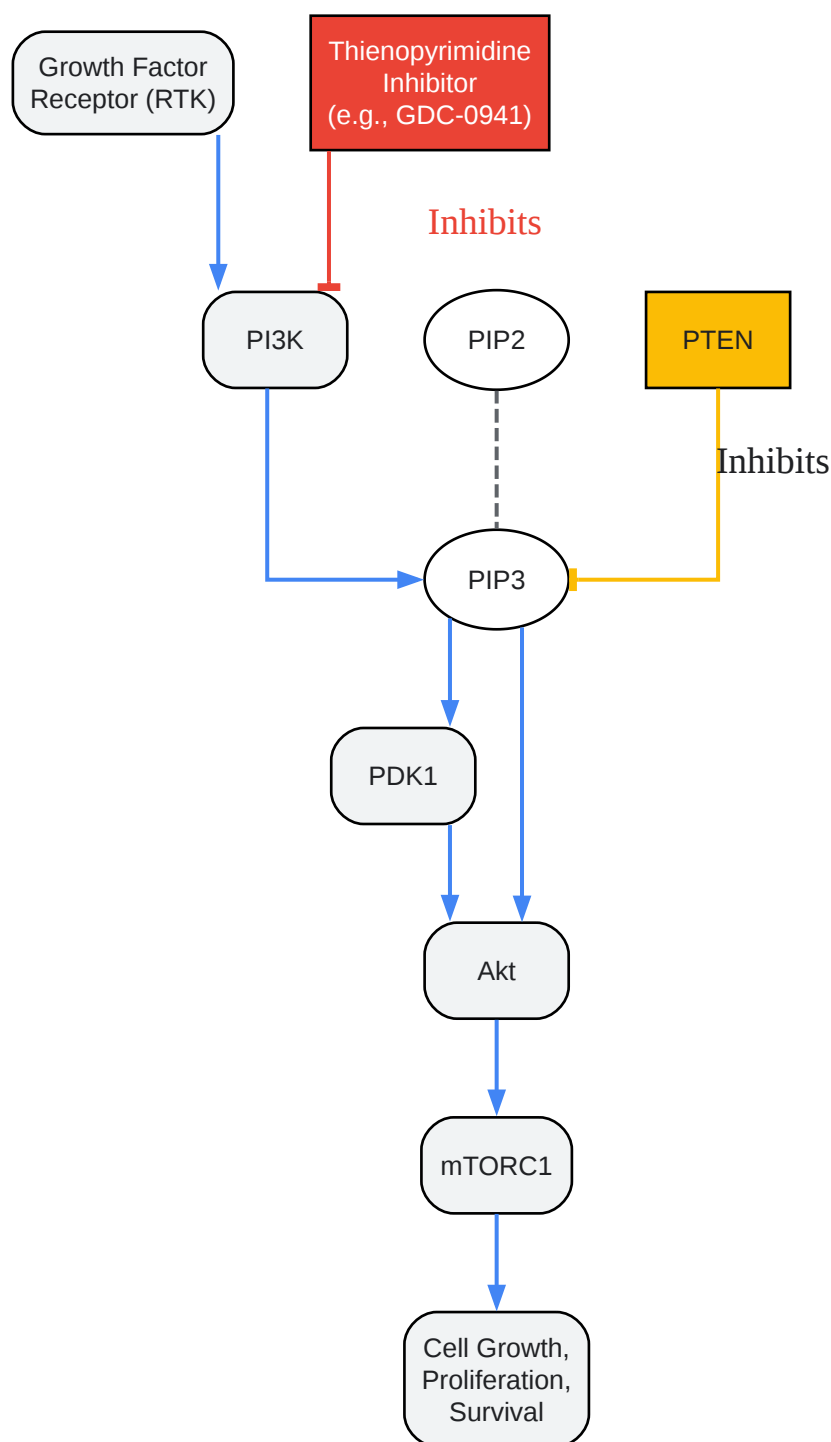 Growth Factor
Receptor (RTK)
Thienopyrimidine
Inhibitor
(e.g., GDC-0941)
Inhibits
PI3K
PIP2
PTEN
Inhibits
PIP3
PDK1
Akt
mTORC1
Cell Growth,
Proliferation,
Survival